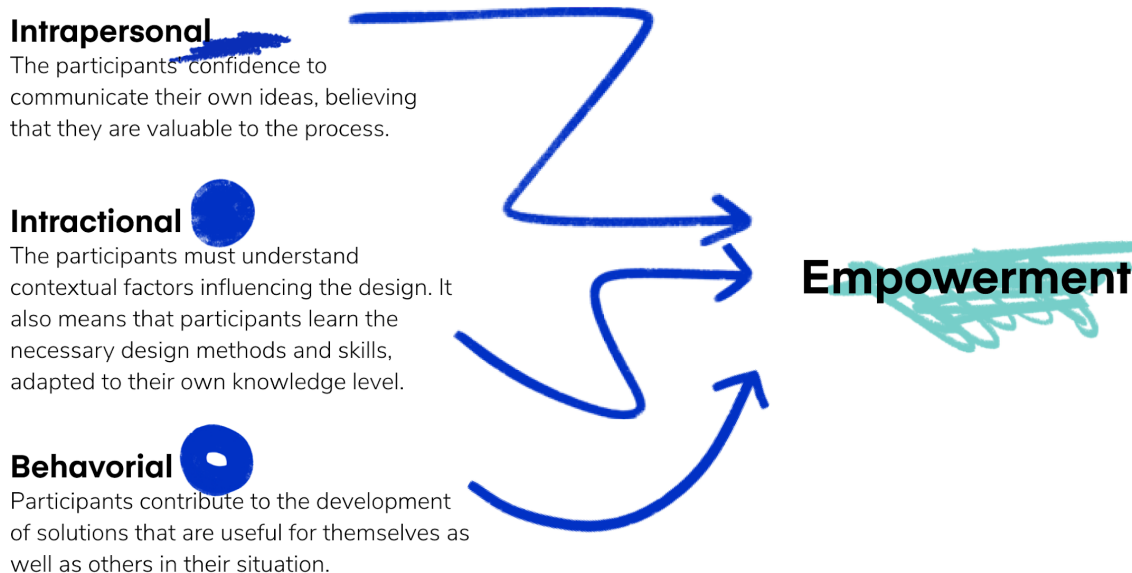 Intrapersonal
The participants' confidence to
communicate their own ideas, believing
that they are valuable to the process.
Intractional
The participants must understand
contextual factors influencing the design. It
also means that participants learn the
necessary design methods and skills,
adapted to their own knowledge level.
Behavorial
Participants contribute to the development
of solutions that are useful for themselves as
well as others in their situation.
Empowerment